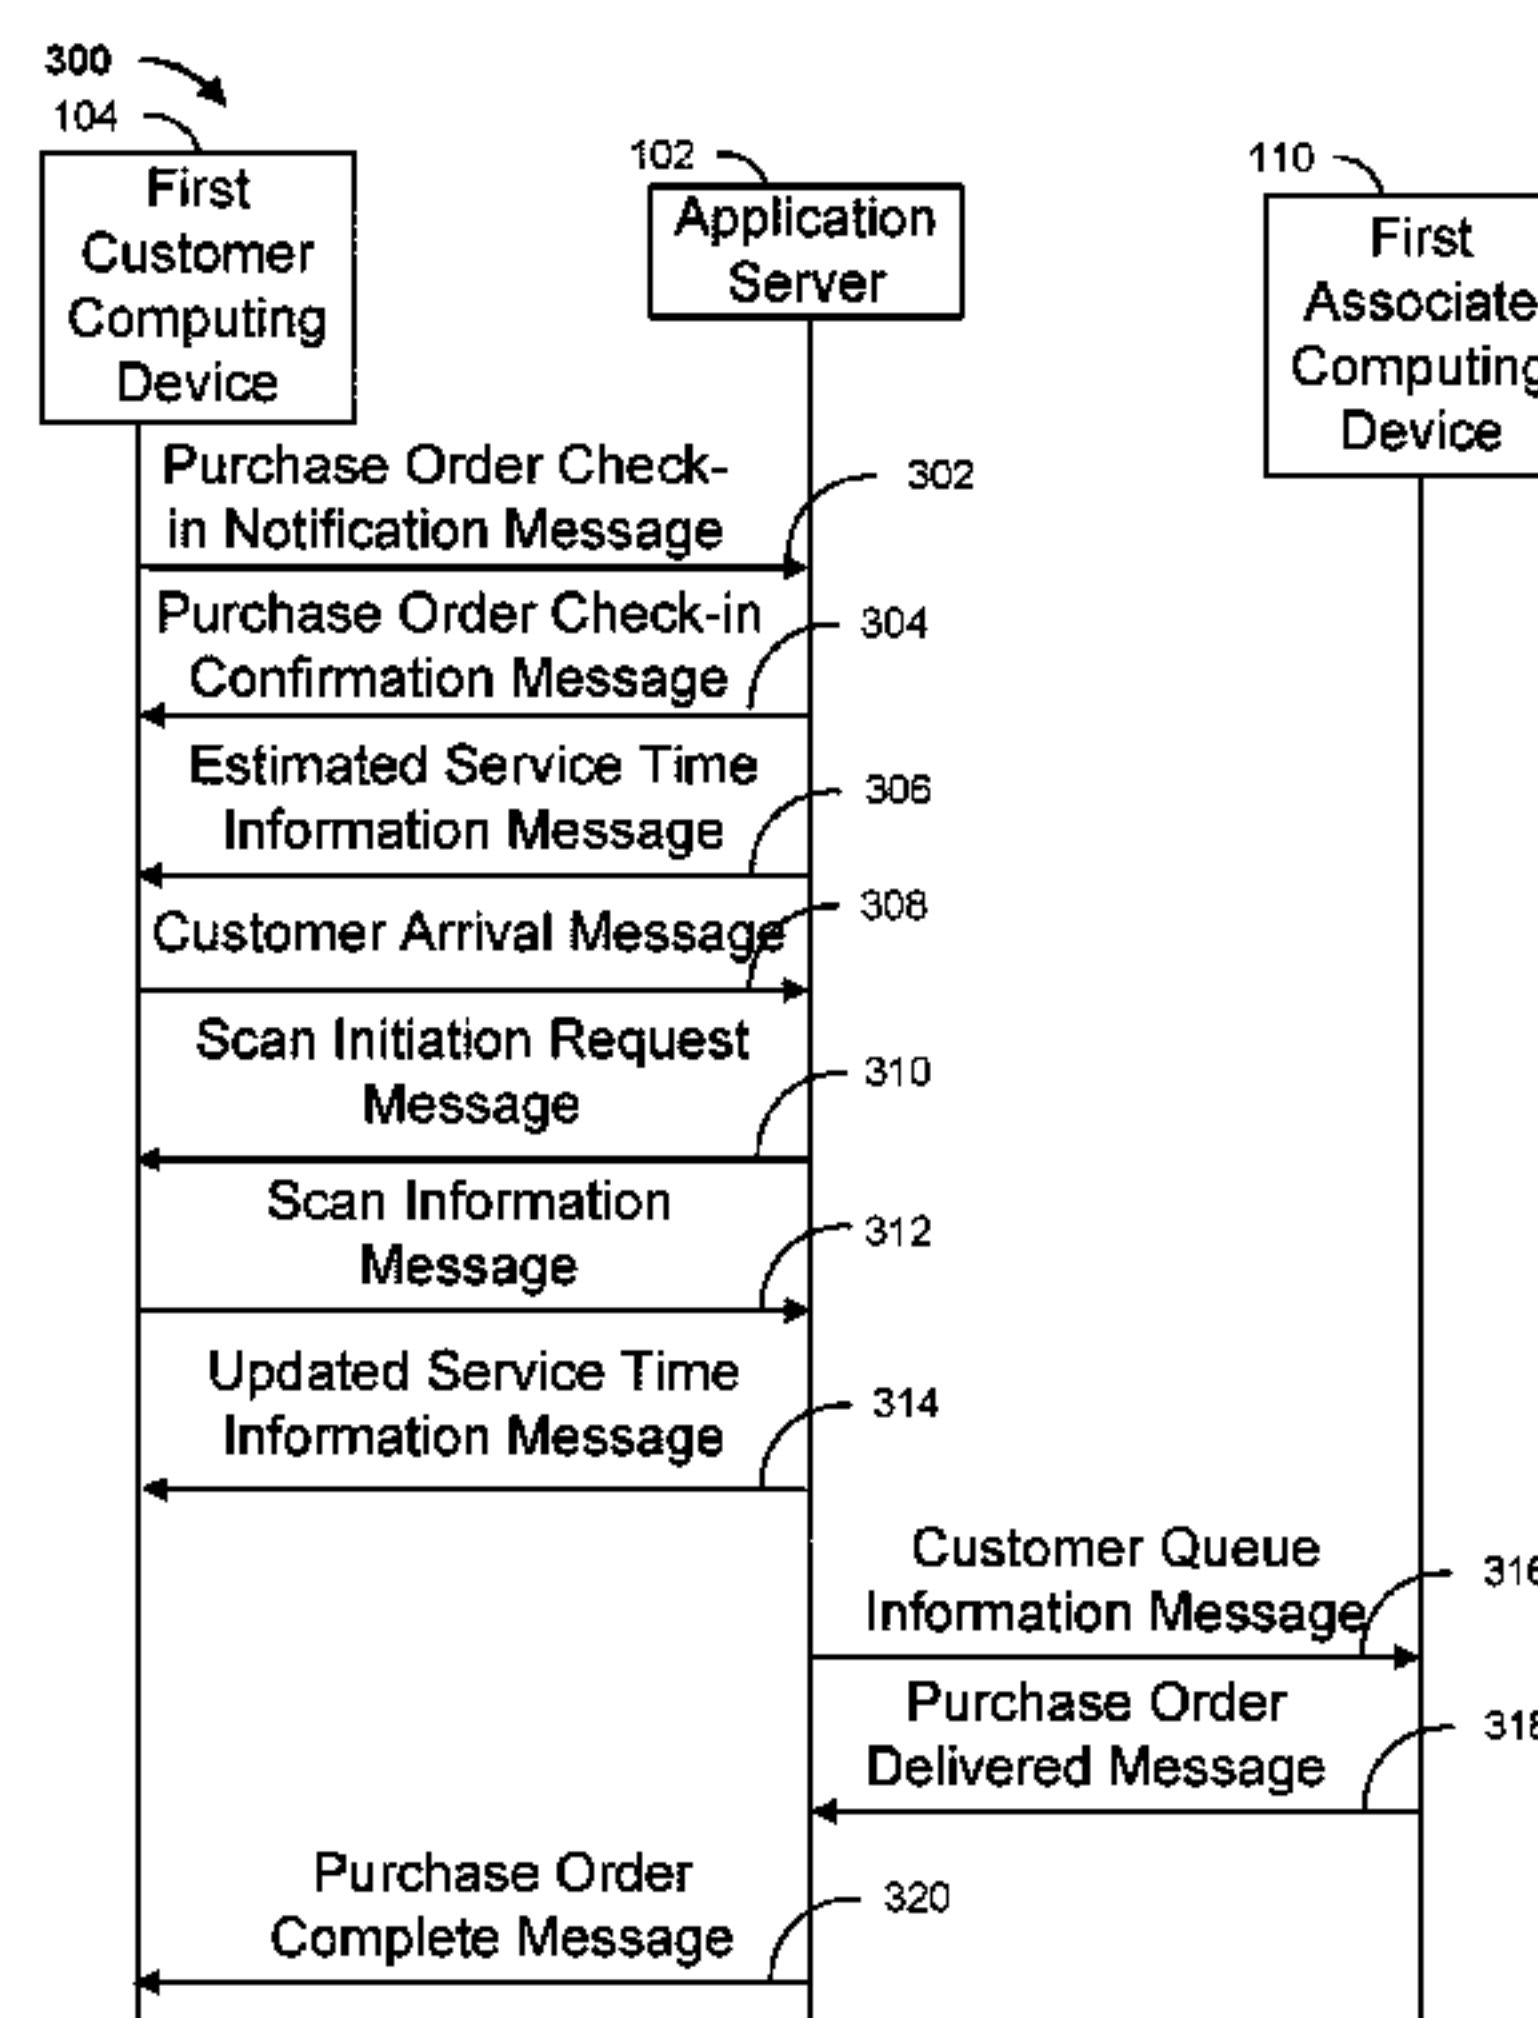 300
104
First
Customer
Computing
Device
102
Application
Server
110
First
Associate
Computing
Device
Purchase Order Check-
in Notification Message
302
Purchase Order Check-in
Confirmation Message
304
Estimated Service Time
Information Message
306
Customer Arrival Message
308
Scan Initiation Request
Message
310
Scan Information
Message
312
Updated Service Time
Information Message
314
Customer Queue
Information Message
316
Purchase Order
Delivered Message
318
Purchase Order
Complete Message
320